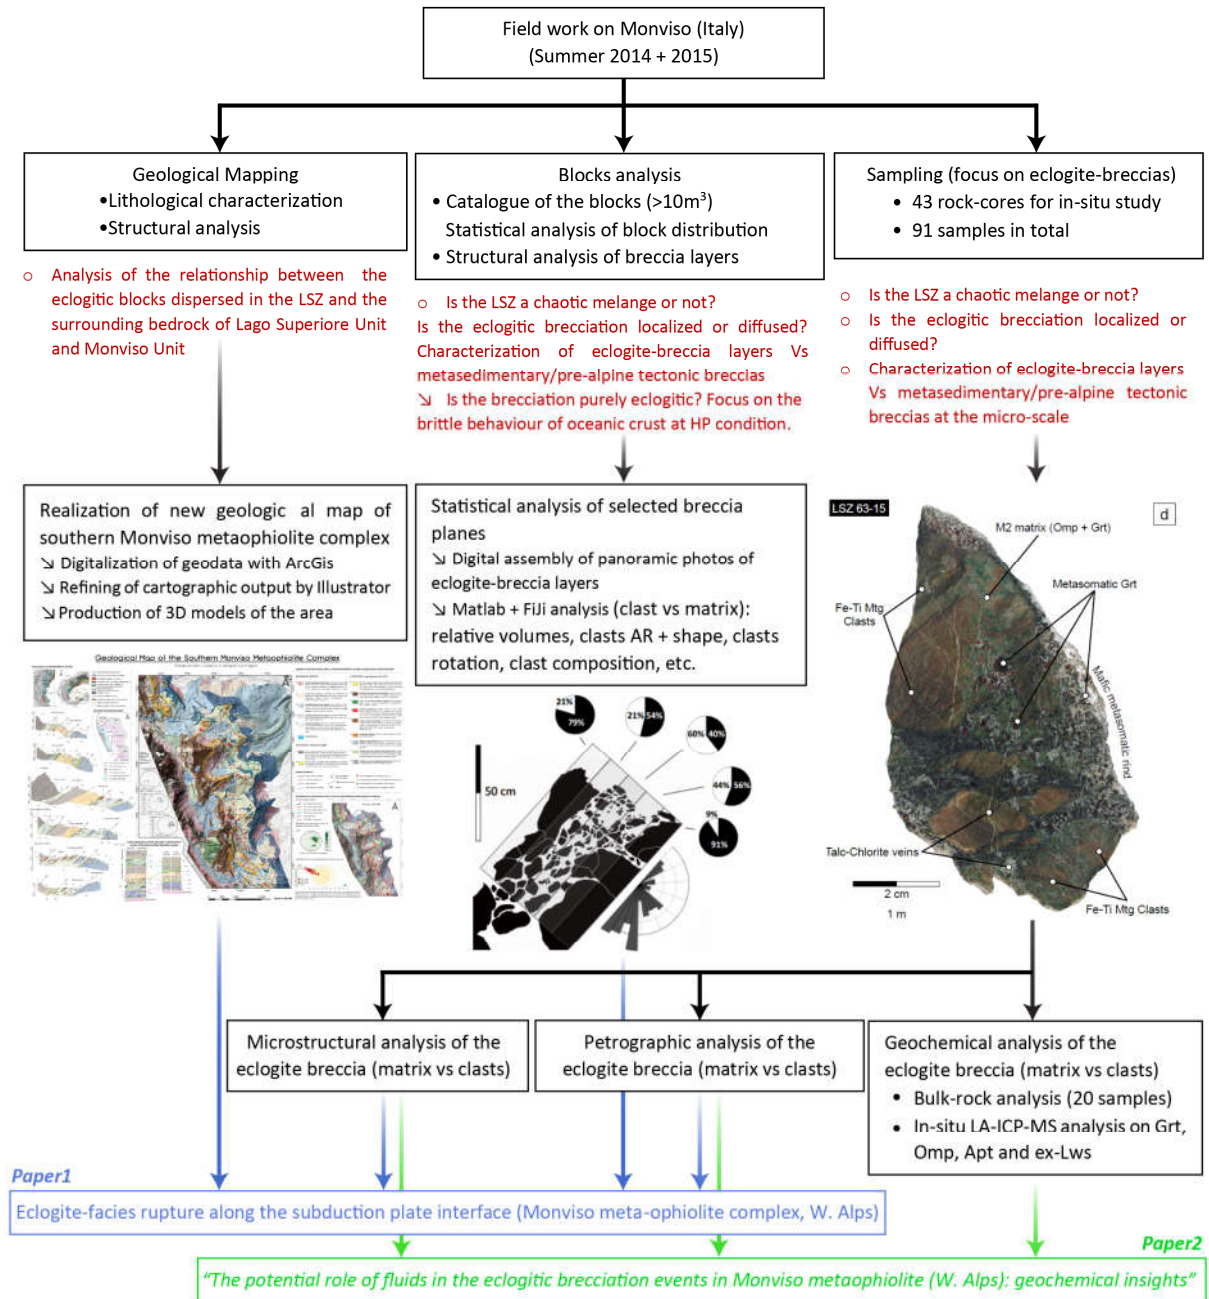 Field work on Monviso (Italy)
(Summer 2014 + 2015)
Geological Mapping
•Lithological characterization
•Structural analysis
Blocks analysis
• Catalogue of the blocks (>10m³)
Statistical analysis of block distribution
• Structural analysis of breccia layers
Sampling (focus on eclogite-breccias)
• 43 rock-cores for in-situ study
• 91 samples in total
○ Analysis of the relationship between the
eclogitic blocks dispersed in the LSZ and the
surrounding bedrock of Lago Superiore Unit
and Monviso Unit
○ Is the LSZ a chaotic melange or not?
Is the eclogitic brecciation localized or diffused?
Characterization of eclogite-breccia layers Vs
metasedimentary/pre-alpine tectonic breccias
↘ Is the brecciation purely eclogitic? Focus on the
brittle behaviour of oceanic crust at HP condition.
○ Is the LSZ a chaotic melange or not?
○ Is the eclogitic brecciation localized or
diffused?
○ Characterization of eclogite-breccia layers
Vs metasedimentary/pre-alpine tectonic
breccias at the micro-scale
Realization of new geologic al map of
southern Monviso metaophiolite complex
↘ Digitalization of geodata with ArcGis
↘ Refining of cartographic output by Illustrator
↘ Production of 3D models of the area
Statistical analysis of selected breccia
planes
↘ Digital assembly of panoramic photos of
eclogite-breccia layers
↘ Matlab + FiJi analysis (clast vs matrix):
relative volumes, clasts AR + shape, clasts
rotation, clast composition, etc.
LSZ 63-15
d
M2 matrix (Omp + Grt)
Metasomatic Grt
Fe-Ti Mtg
Clasts
Mafic metasomatic rind
Talc-Chlorite veins
Fe-Ti Mtg Clasts
2 cm
1 m
Geological Map of the Southern Monviso Metaophiolite Complex
21%
79%
21%
54%
60%
40%
44%
56%
9%
91%
50 cm
Microstructural analysis of the
eclogite breccia (matrix vs clasts)
Petrographic analysis of the
eclogite breccia (matrix vs clasts)
Geochemical analysis of the
eclogite breccia (matrix vs clasts)
• Bulk-rock analysis (20 samples)
• In-situ LA-ICP-MS analysis on Grt,
Omp, Apt and ex-Lws
Paper1
Eclogite-facies rupture along the subduction plate interface (Monviso meta-ophiolite complex, W. Alps)
Paper2
“The potential role of fluids in the eclogitic brecciation events in Monviso metaophiolite (W. Alps): geochemical insights”